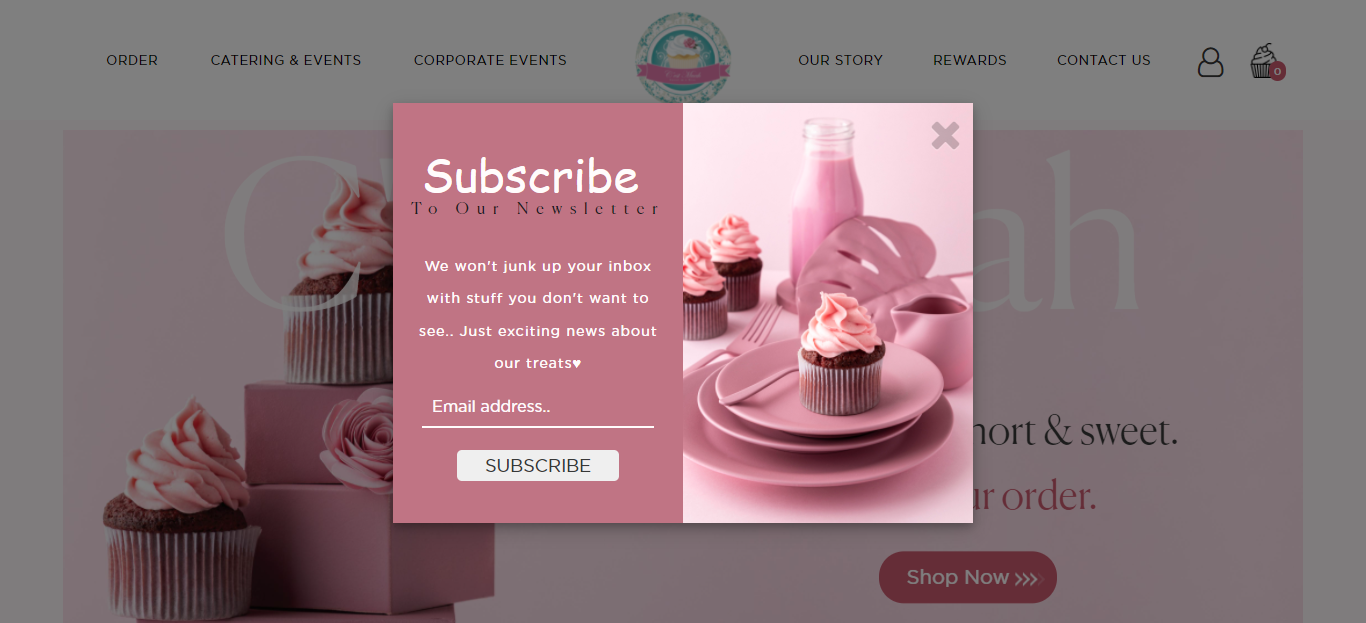 ORDER
CATERING & EVENTS
CORPORATE EVENTS
OUR STORY
REWARDS
CONTACT US
0
Subscribe
To Our Newsletter
We won't junk up your inbox
with stuff you don't want to
see.. Just exciting news about
our treats♥
Email address..
SUBSCRIBE
C
ah
hort & sweet.
ur order.
Shop Now